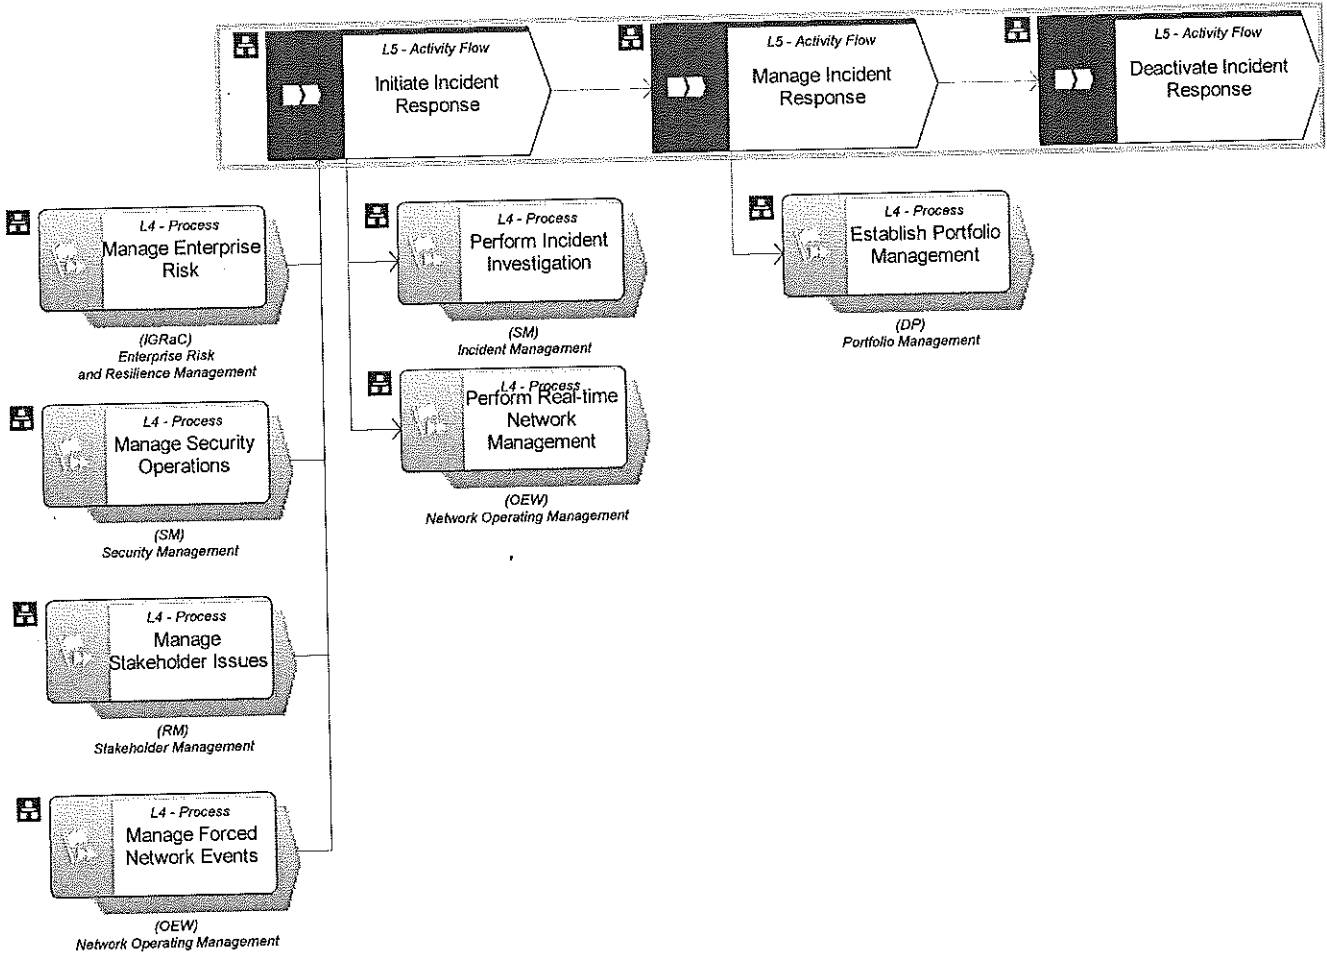 L5 - Activity Flow
Initiate Incident
Response
L5 - Activity Flow
Manage Incident
Response
L5 - Activity Flow
Deactivate Incident
Response
L4 - Process
Manage Enterprise
Risk
(IGRaC)
Enterprise Risk
and Resilience Management
L4 - Process
Perform Incident
Investigation
(SM)
Incident Management
L4 - Process
Establish Portfolio
Management
(DP)
Portfolio Management
L4 - Process
Perform Real-time
Network
Management
(OEW)
Network Operating Management
L4 - Process
Manage Security
Operations
(SM)
Security Management
L4 - Process
Manage
Stakeholder Issues
(RM)
Stakeholder Management
L4 - Process
Manage Forced
Network Events
(OEW)
Network Operating Management